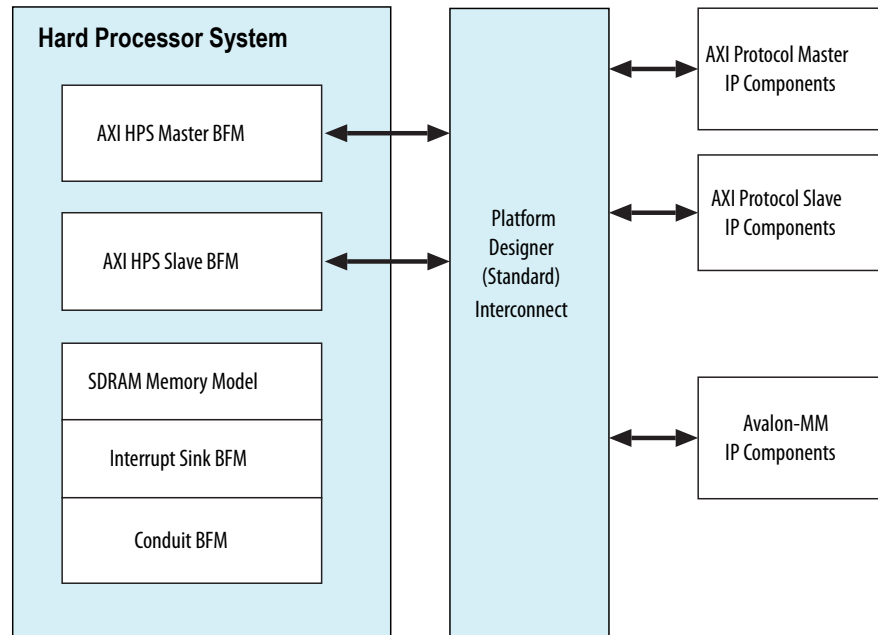 Hard Processor System
AXI HPS Master BFM
AXI HPS Slave BFM
SDRAM Memory Model
Interrupt Sink BFM
Conduit BFM
Platform
Designer
(Standard)
Interconnect
AXI Protocol Master
IP Components
AXI Protocol Slave
IP Components
Avalon-MM
IP Components